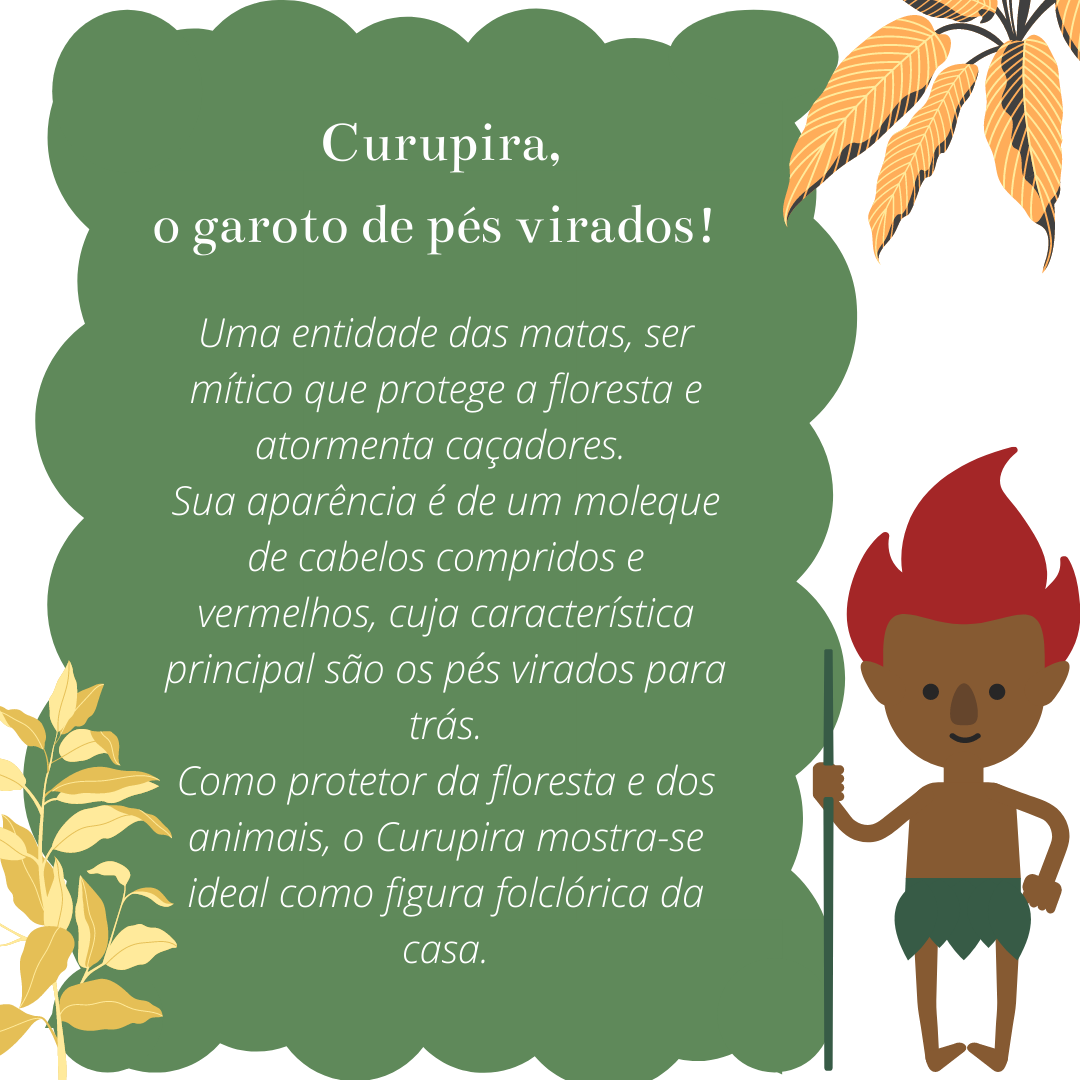 Curupira,
o garoto de pés virados!
Uma entidade das matas, ser
mítico que protege a floresta e
atormenta caçadores.
Sua aparência é de um moleque
de cabelos compridos e
vermelhos, cuja característica
principal são os pés virados para
trás.
Como protetor da floresta e dos
animais, o Curupira mostra-se
ideal como figura folclórica da
casa.